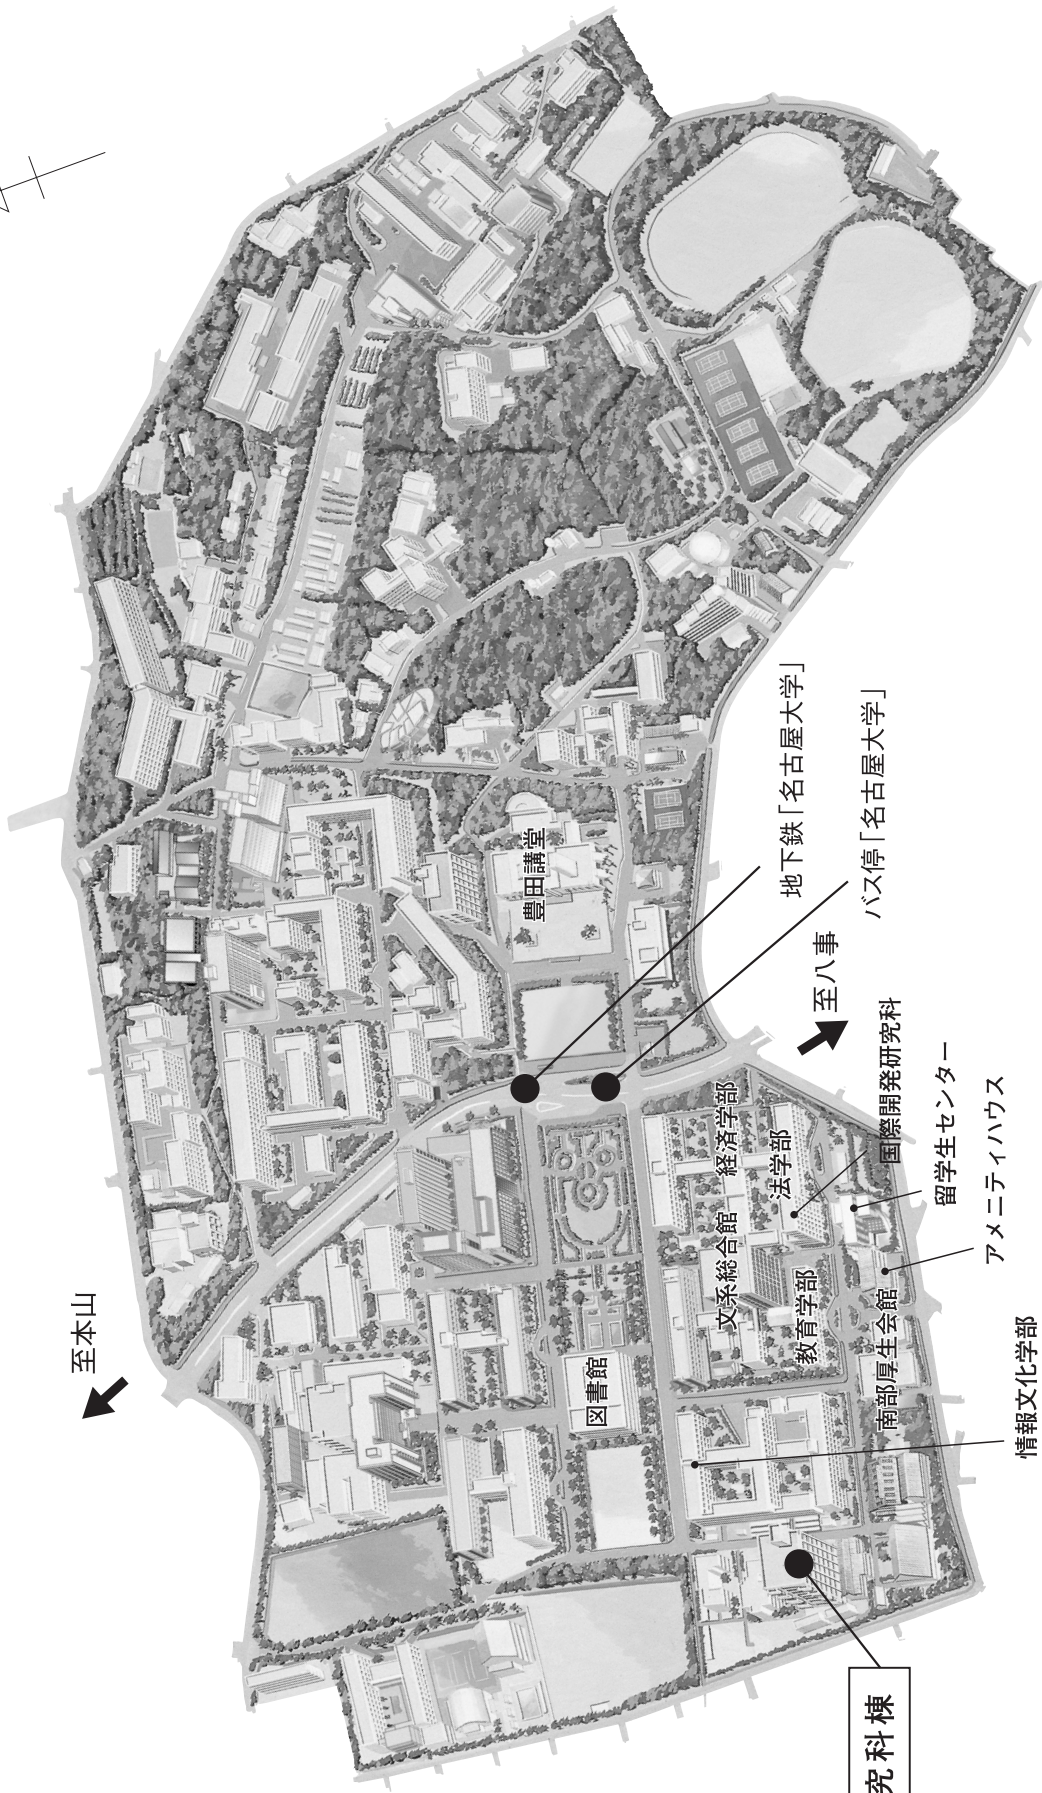 至本山
豊田講堂
地下鉄「名古屋大学」
バス停「名古屋大学」
至八事
国際開発研究科
留学生センター
アメニティハウス
経済学部
法学部
文系総合館
教育学部
図書館
南部厚生会館
情報文化学部
究科棟